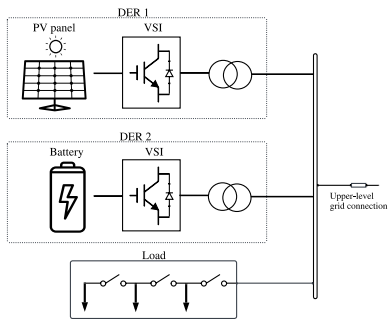 DER 1
PV panel
VSI
DER 2
Battery
VSI
Upper-level
grid connection
Load